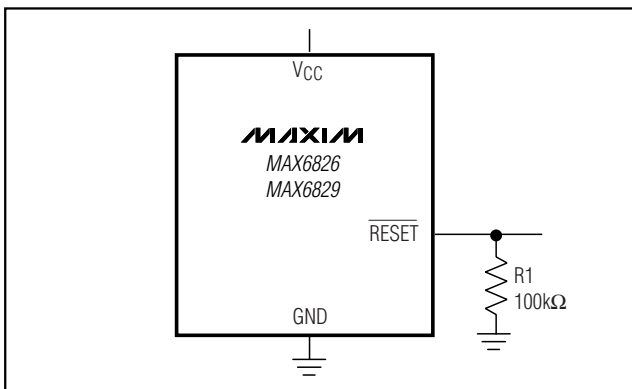 VCC
MAXIM
MAX6826
MAX6829
RESET
R1
100kΩ
GND